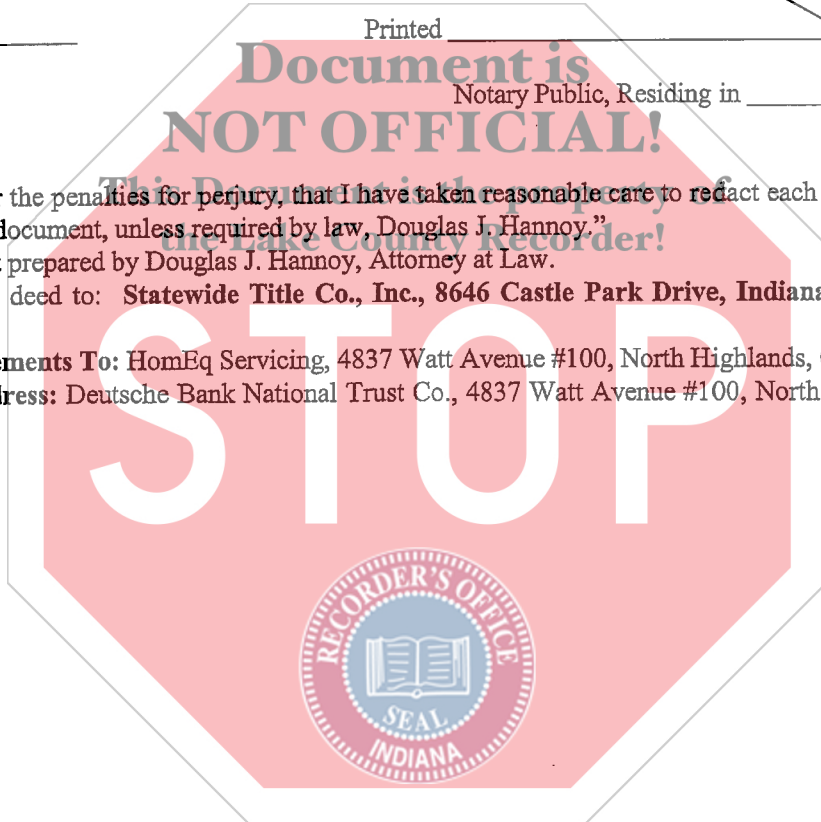 Printed
Document is
Notary Public, Residing in
NOT OFFICIAL!
the penalties for perjury, that I have taken reasonable care to redact each
This Document is the property of
document, unless required by law, Douglas J. Hannoy.”
the Lake County Recorder!
prepared by Douglas J. Hannoy, Attorney at Law.
deed to: Statewide Title Co., Inc., 8646 Castle Park Drive, Indiana
ements To: HomEq Servicing, 4837 Watt Avenue #100, North Highlands,
ress: Deutsche Bank National Trust Co., 4837 Watt Avenue #100, North
STOP
RECORDER'S OFFICE
SEAL
INDIANA